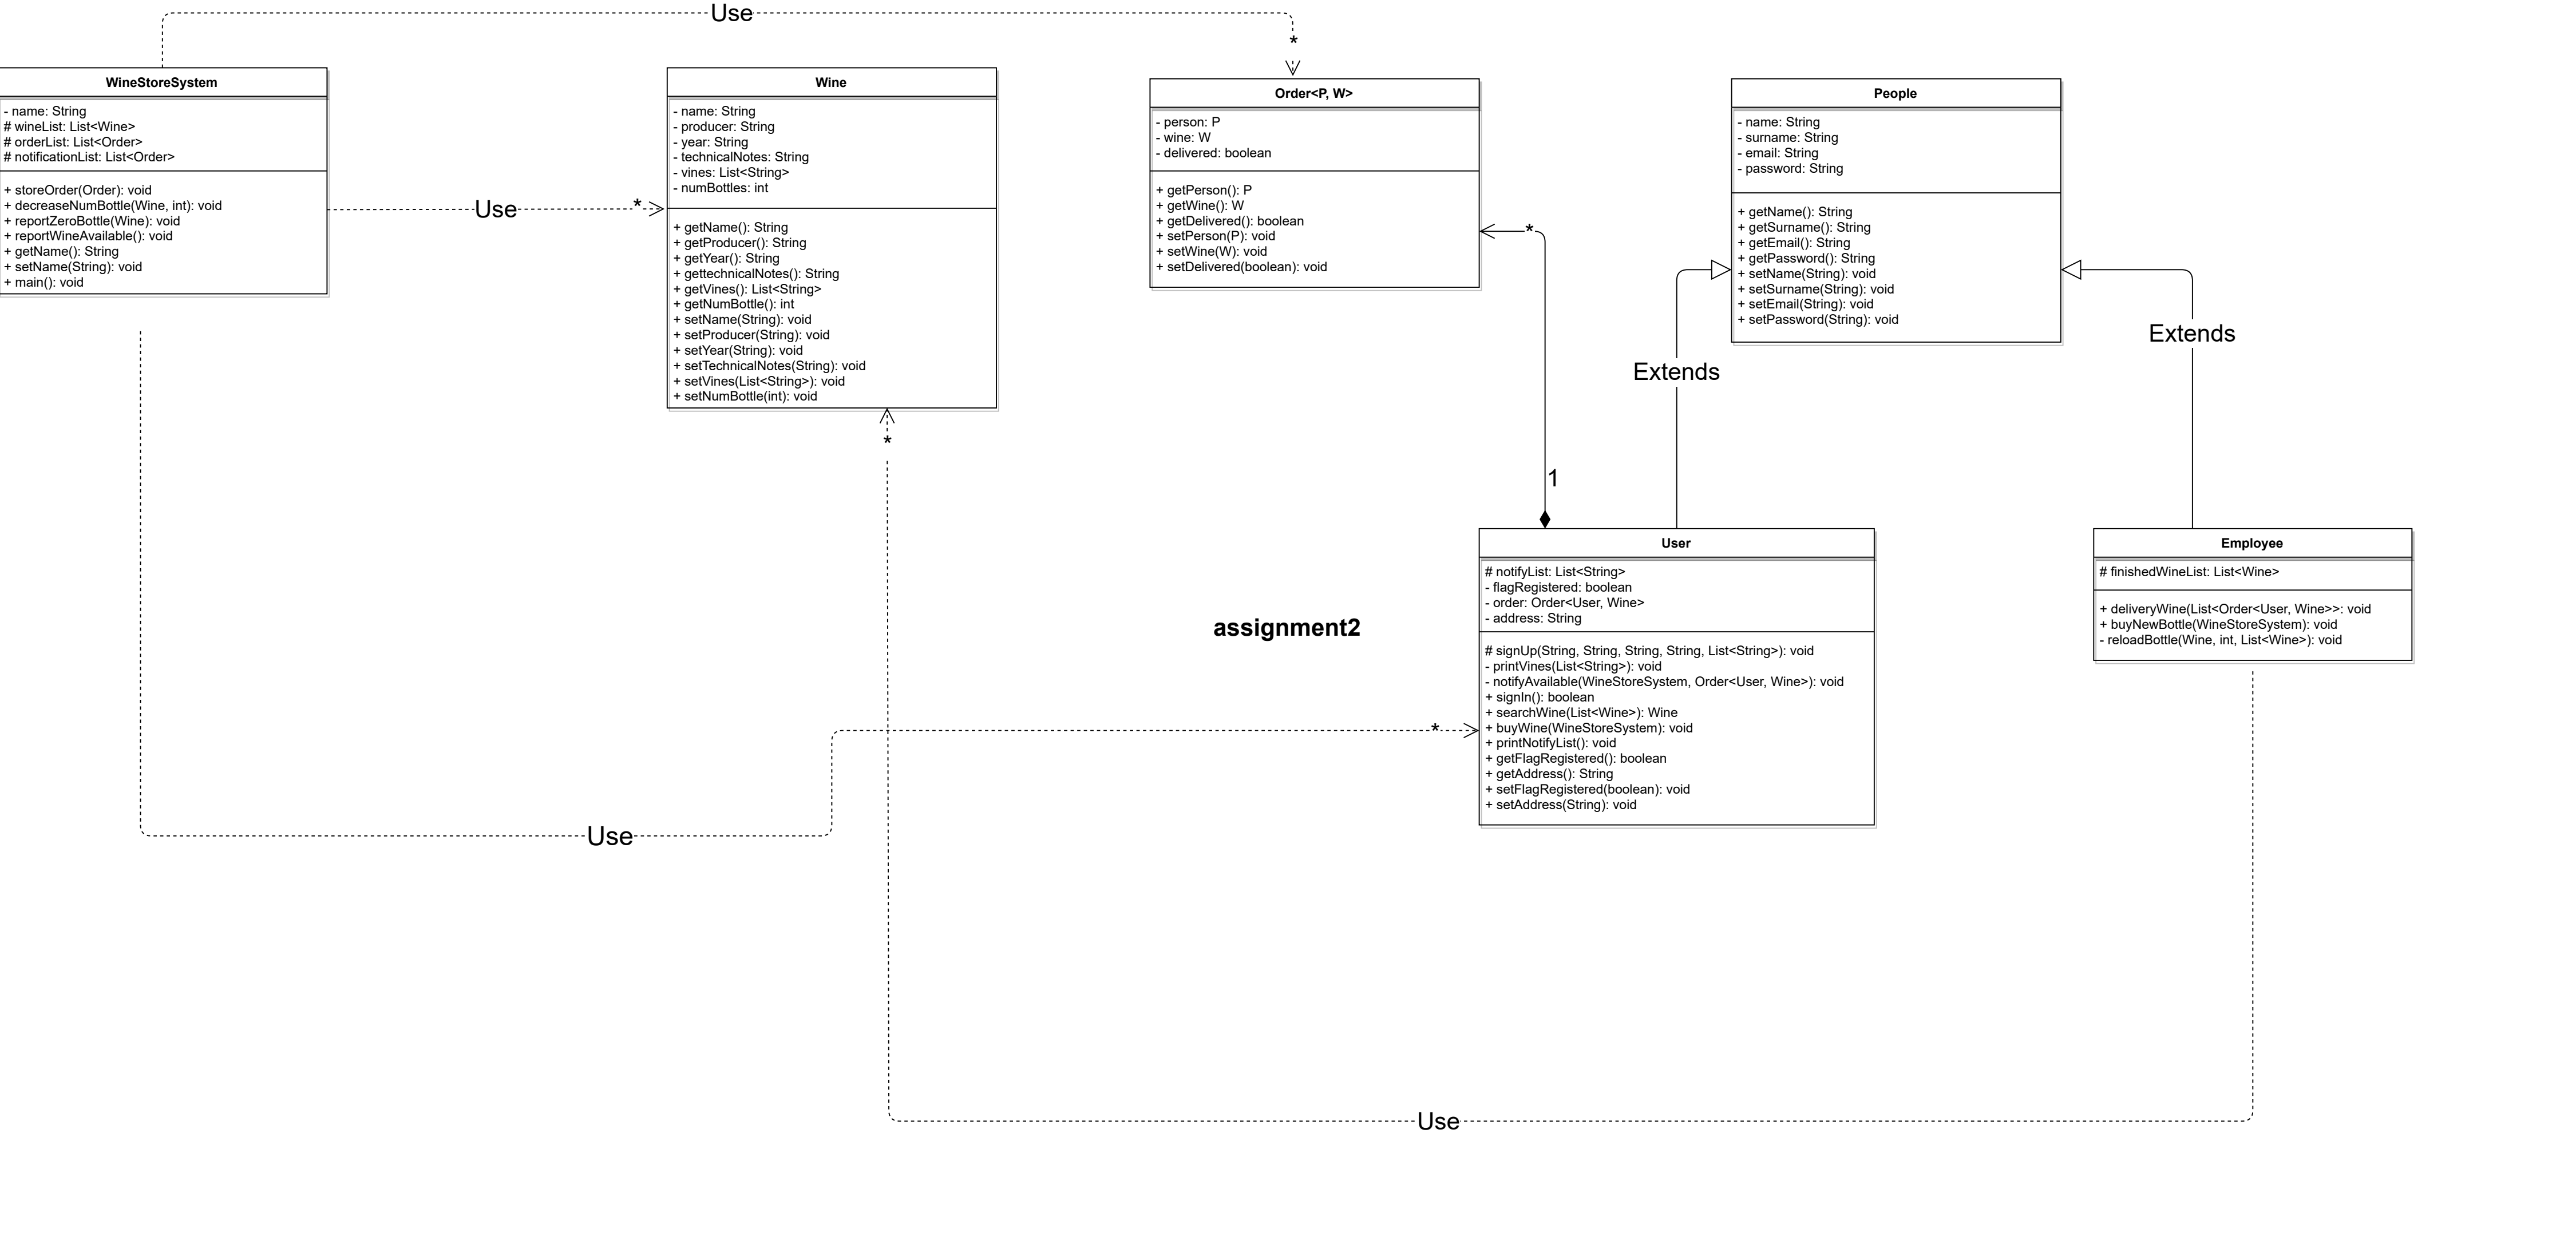 Use
*
WineStoreSystem
- name: String
# wineList: List<Wine>
# orderList: List<Order>
# notificationList: List<Order>
+ storeOrder(Order): void
+ decreaseNumBottle(Wine, int): void
+ reportZeroBottle(Wine): void
+ reportWineAvailable(): void
+ getName(): String
+ setName(String): void
+ main(): void
Use
*
Wine
- name: String
- producer: String
- year: String
- technicalNotes: String
- vines: List<String>
- numBottles: int
+ getName(): String
+ getProducer(): String
+ getYear(): String
+ gettechnicalNotes(): String
+ getVines(): List<String>
+ getNumBottle(): int
+ setName(String): void
+ setProducer(String): void
+ setYear(String): void
+ setTechnicalNotes(String): void
+ setVines(List<String>): void
+ setNumBottle(int): void
*
Order<P, W>
- person: P
- wine: W
- delivered: boolean
+ getPerson(): P
+ getWine(): W
+ getDelivered(): boolean
+ setPerson(P): void
+ setWine(W): void
+ setDelivered(boolean): void
*
1
People
- name: String
- surname: String
- email: String
- password: String
+ getName(): String
+ getSurname(): String
+ getEmail(): String
+ getPassword(): String
+ setName(String): void
+ setSurname(String): void
+ setEmail(String): void
+ setPassword(String): void
Extends
Extends
assignment2
User
# notifyList: List<String>
- flagRegistered: boolean
- order: Order<User, Wine>
- address: String
# signUp(String, String, String, String, List<String>): void
- printVines(List<String>): void
- notifyAvailable(WineStoreSystem, Order<User, Wine>): void
+ signIn(): boolean
+ searchWine(List<Wine>): Wine
+ buyWine(WineStoreSystem): void
+ printNotifyList(): void
+ getFlagRegistered(): boolean
+ getAddress(): String
+ setFlagRegistered(boolean): void
+ setAddress(String): void
Employee
# finishedWineList: List<Wine>
+ deliveryWine(List<Order<User, Wine>>: void
+ buyNewBottle(WineStoreSystem): void
- reloadBottle(Wine, int, List<Wine>): void
*
Use
Use